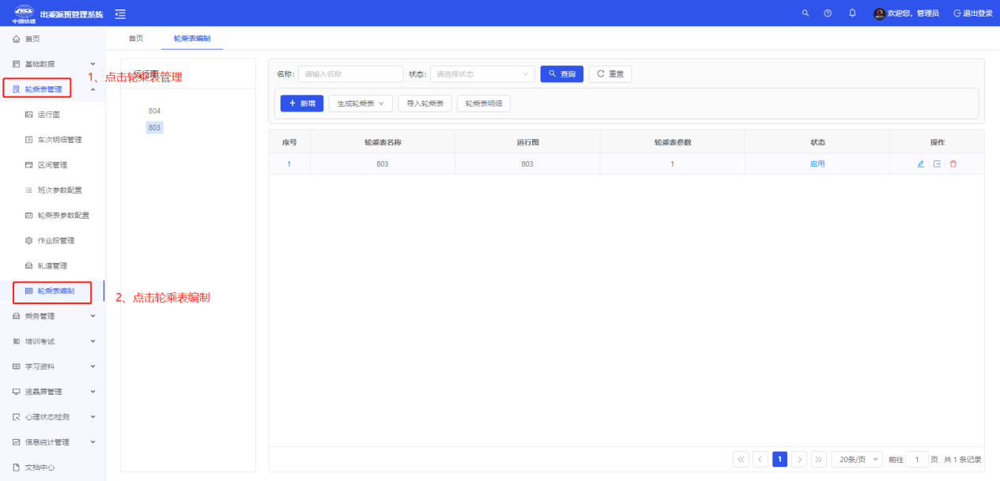 中国铁建
出乘派班管理系统
欢迎您，管理员
退出登录
首页
基础数据
轮乘表管理
运行图
车次明细管理
区间管理
班次参数配置
轮乘表参数配置
作业段管理
轧道管理
轮乘表编制
乘务管理
培训考试
学习资料
液晶屏管理
心理状态检测
信息统计管理
文档中心
首页
轮乘表编制
1、点击轮乘表管理
2、点击轮乘表编制
运行图
804
803
名称：
请输入名称
状态：
请选择状态
查询
重置
新增
生成轮乘表
导入轮乘表
轮乘表明细
序号 轮乘表名称 运行图 轮乘表参数 状态 操作
1 803 803 1 启用
1
20条/页
前往 1 页 共 1 条记录